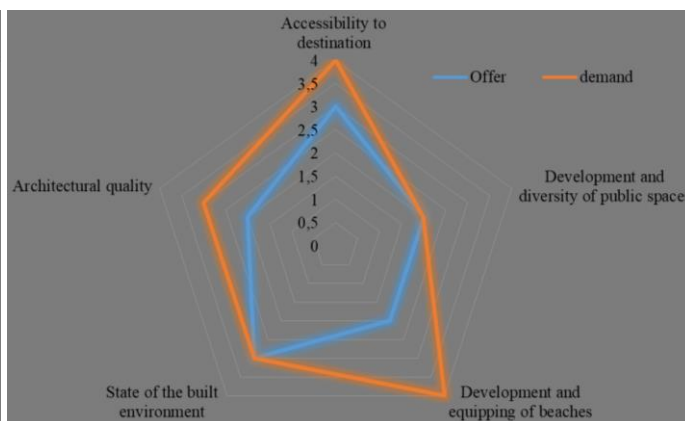 Accessibility to
destination
4
3,5
3
2,5
2
1,5
1
0,5
0
Offer
demand
Development and
diversity of public space
Development and
equipping of beaches
State of the built
environment
Architectural quality